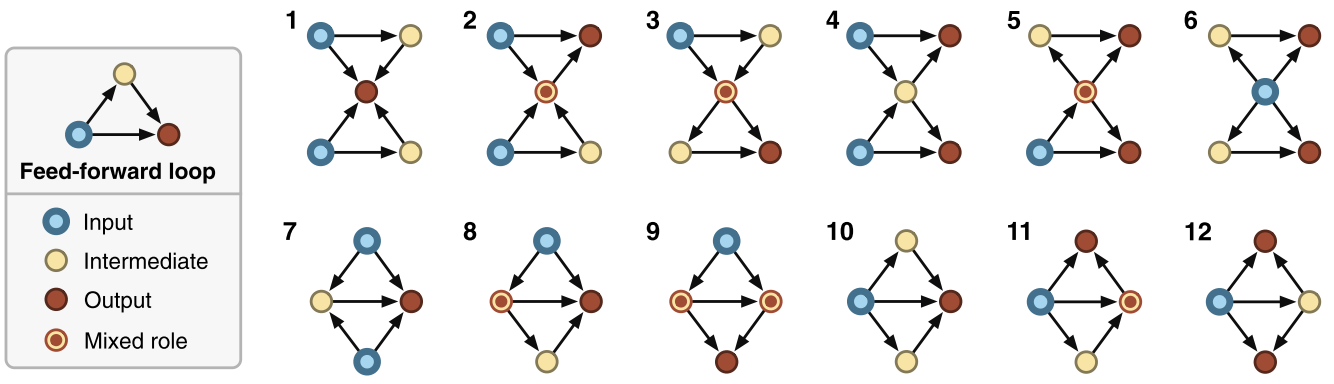 1 2 3 4 5 6
Feed-forward loop
Input
Intermediate
Output
Mixed role
7 8 9 10 11 12